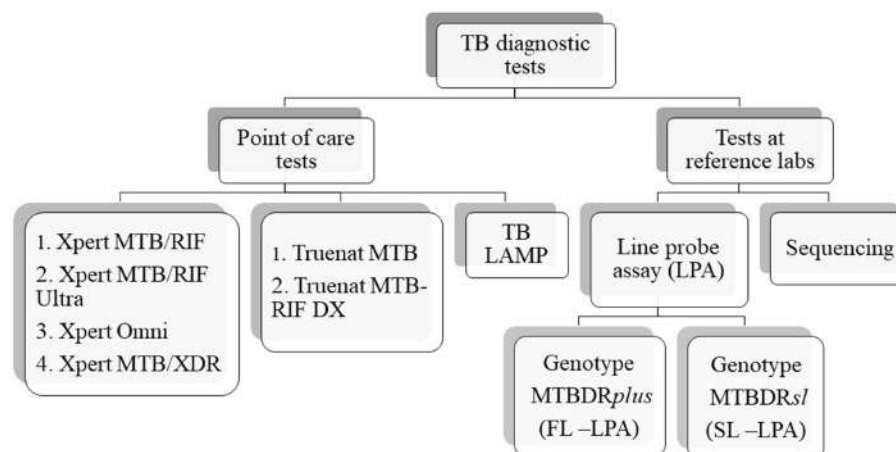 TB diagnostic
tests
Point of care
tests
Tests at
reference labs
1. Xpert MTB/RIF
2. Xpert MTB/RIF
Ultra
3. Xpert Omni
4. Xpert MTB/XDR
1. Truenat MTB
2. Truenat MTB-
RIF DX
TB
LAMP
Line probe
assay (LPA)
Sequencing
Genotype
MTBDRplus
(FL –LPA)
Genotype
MTBDRsl
(SL –LPA)